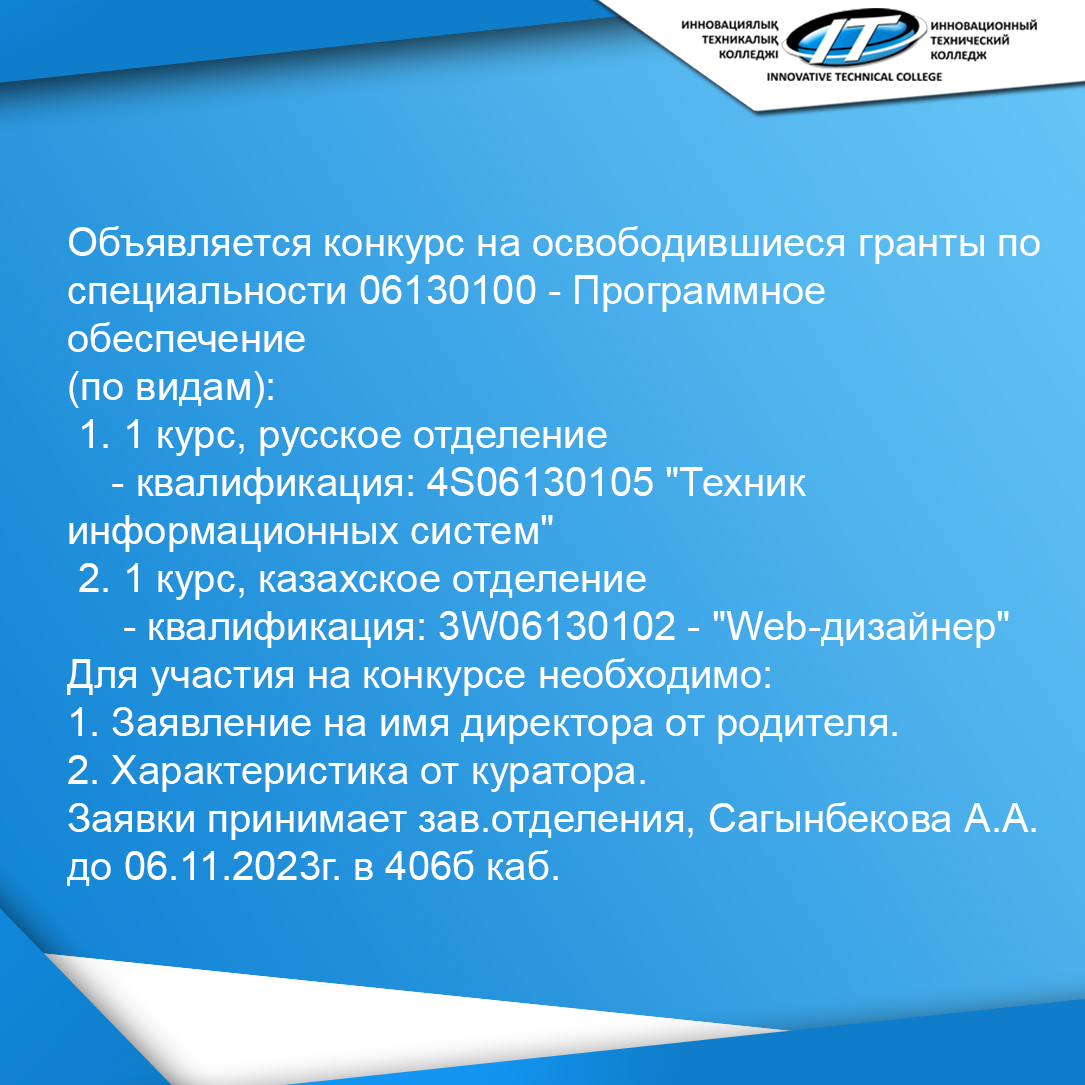 ИННОВАЦИЯЛЫҚ
ТЕХНИКАЛЫҚ
КОЛЛЕДЖІ
IT
ИННОВАЦИОННЫЙ
ТЕХНИЧЕСКИЙ
КОЛЛЕДЖ
INNOVATIVE TECHNICAL COLLEGE
Объявляется конкурс на освободившиеся гранты по
специальности 06130100 - Программное
обеспечение
(по видам):
1. 1 курс, русское отделение
- квалификация: 4S06130105 "Техник
информационных систем"
2. 1 курс, казахское отделение
- квалификация: 3W06130102 - "Web-дизайнер"
Для участия на конкурсе необходимо:
1. Заявление на имя директора от родителя.
2. Характеристика от куратора.
Заявки принимает зав.отделения, Сагынбекова А.А.
до 06.11.2023г. в 406б каб.